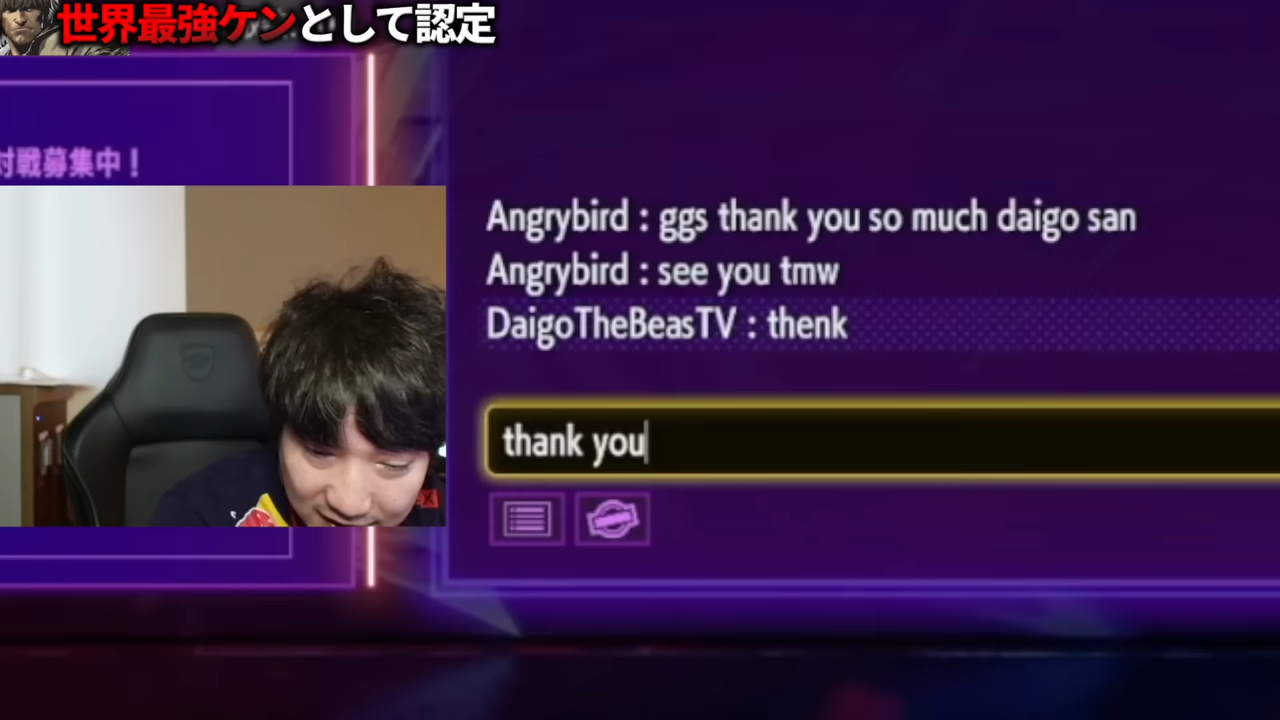 世界最強ケンとして認定
対戦募集中！
Angrybird : ggs thank you so much daigo san
Angrybird : see you tmw
DaigoTheBeasTV : thenk
thank you